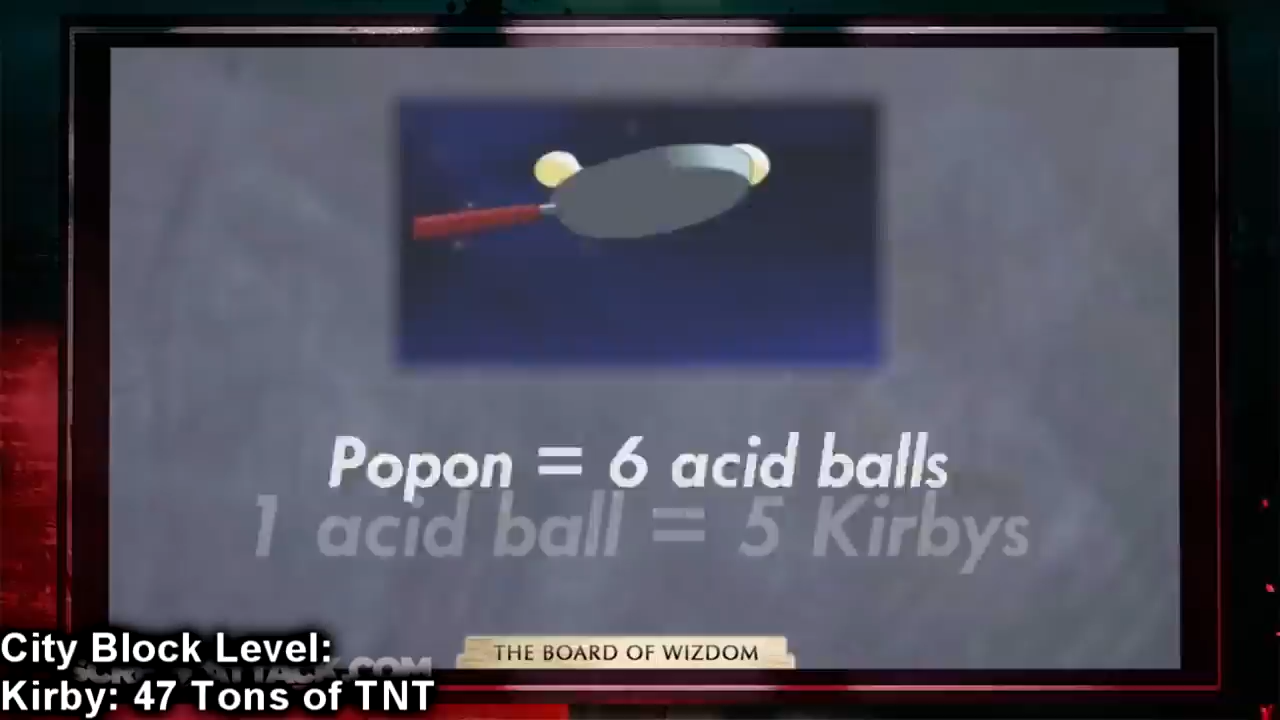 Popon = 6 acid balls
1 acid ball = 5 Kirbys
THE BOARD OF WIZDOM
City Block Level:
Kirby: 47 Tons of TNT